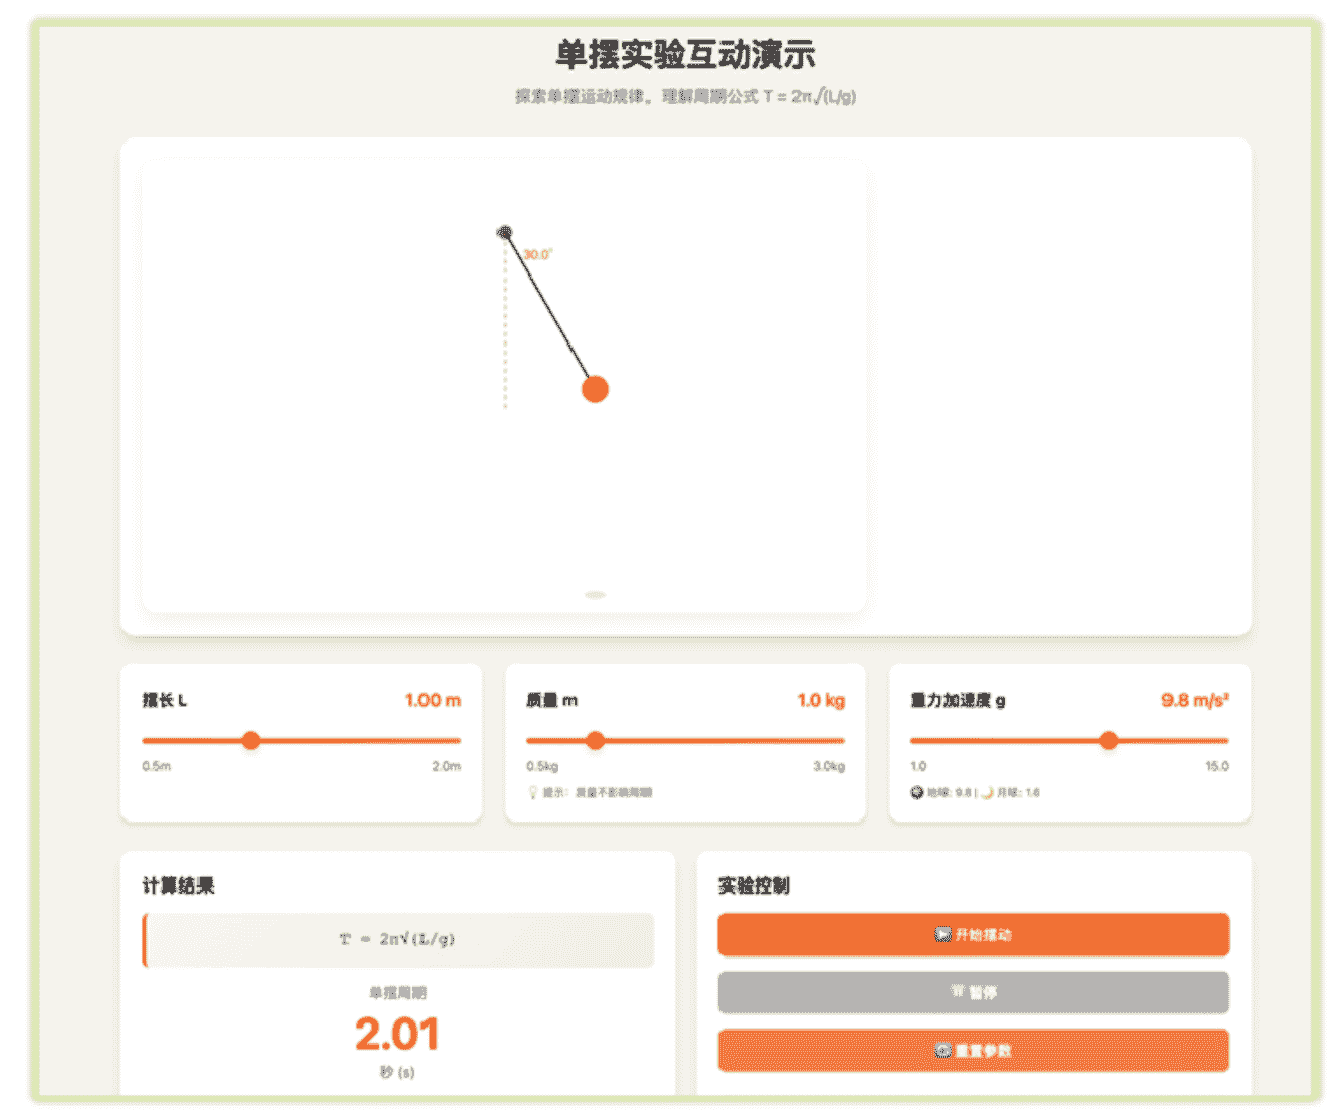 单摆实验互动演示
探索单摆运动规律，理解周期公式 T = 2π√(L/g)
30.0°
摆长 L 1.00 m
0.5m 2.0m
质量 m 1.0 kg
0.5kg 3.0kg
💡 提示：质量不影响周期
重力加速度 g 9.8 m/s²
1.0 15.0
🌍 地球: 9.8 | 🌙 月球: 1.6
计算结果
T = 2π√(L/g)
单摆周期
2.01
秒 (s)
实验控制
▶ 开始摆动
⏸ 暂停
🔄 重置参数